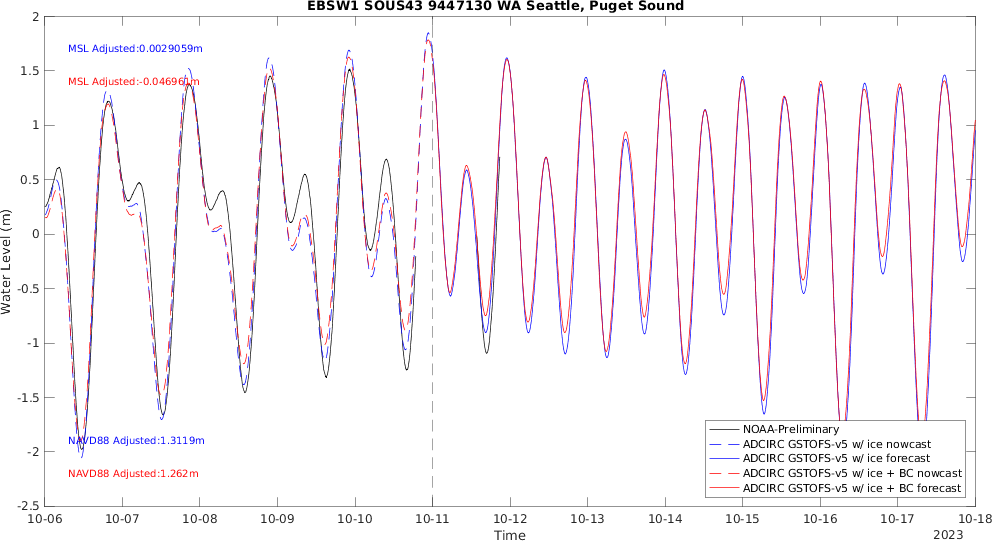 EBSW1 SOUS43 9447130 WA Seattle, Puget Sound
2
1.5
1
0.5
0
-0.5
-1
-1.5
-2
-2.5
Water Level (m)
MSL Adjusted:0.0029059m
MSL Adjusted:-0.046961m
NAVD88 Adjusted:1.3119m
NAVD88 Adjusted:1.262m
NOAA-Preliminary
ADCIRC GSTOFS-v5 w/ ice nowcast
ADCIRC GSTOFS-v5 w/ ice forecast
ADCIRC GSTOFS-v5 w/ ice + BC nowcast
ADCIRC GSTOFS-v5 w/ ice + BC forecast
10-06 10-07 10-08 10-09 10-10 10-11 10-12 10-13 10-14 10-15 10-16 10-17 10-18
Time
2023